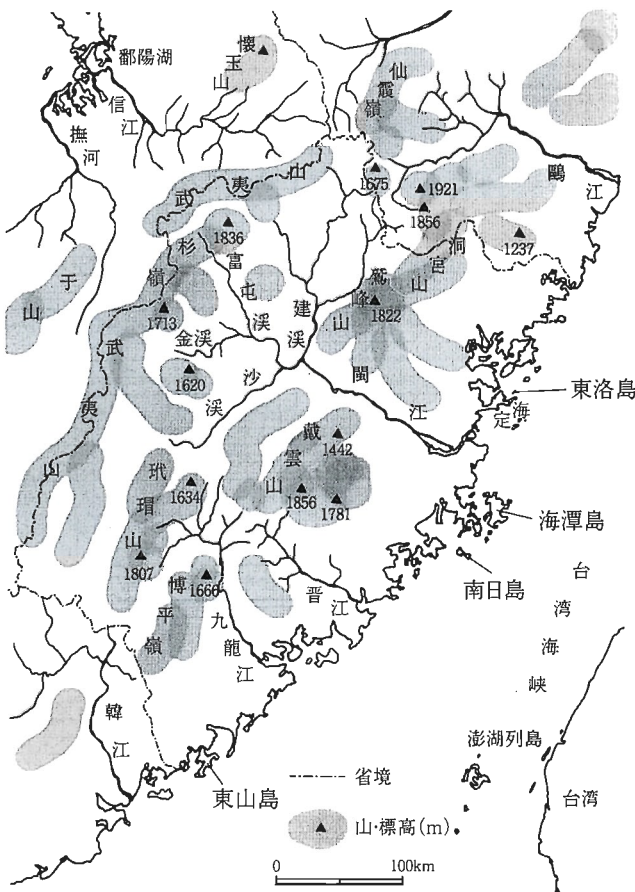 鄱陽湖
信江
撫河
懐玉山
仙霞嶺
武夷山
1675
1921
1856
甌江
洞宮山
1237
杉嶺
1836
富屯溪
建溪
鷲峰山
1822
于山
1713
金溪
1620
沙溪
武夷山
閩江
東洛島
定海
戴雲山
1442
1856
1781
玳瑁山
1634
1807
博平嶺
1666
九龍江
晋江
海潭島
南日島
台湾海峡
韓江
東山島
澎湖列島
台湾
省境
山・標高(m)
0 100km